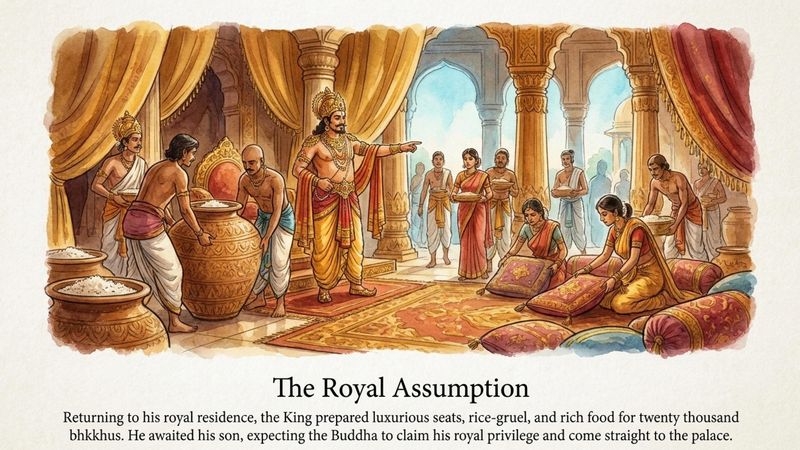 The Royal Assumption
Returning to his royal residence, the King prepared luxurious seats, rice-gruel, and rich food for twenty thousand
bhkkhus. He awaited his son, expecting the Buddha to claim his royal privilege and come straight to the palace.